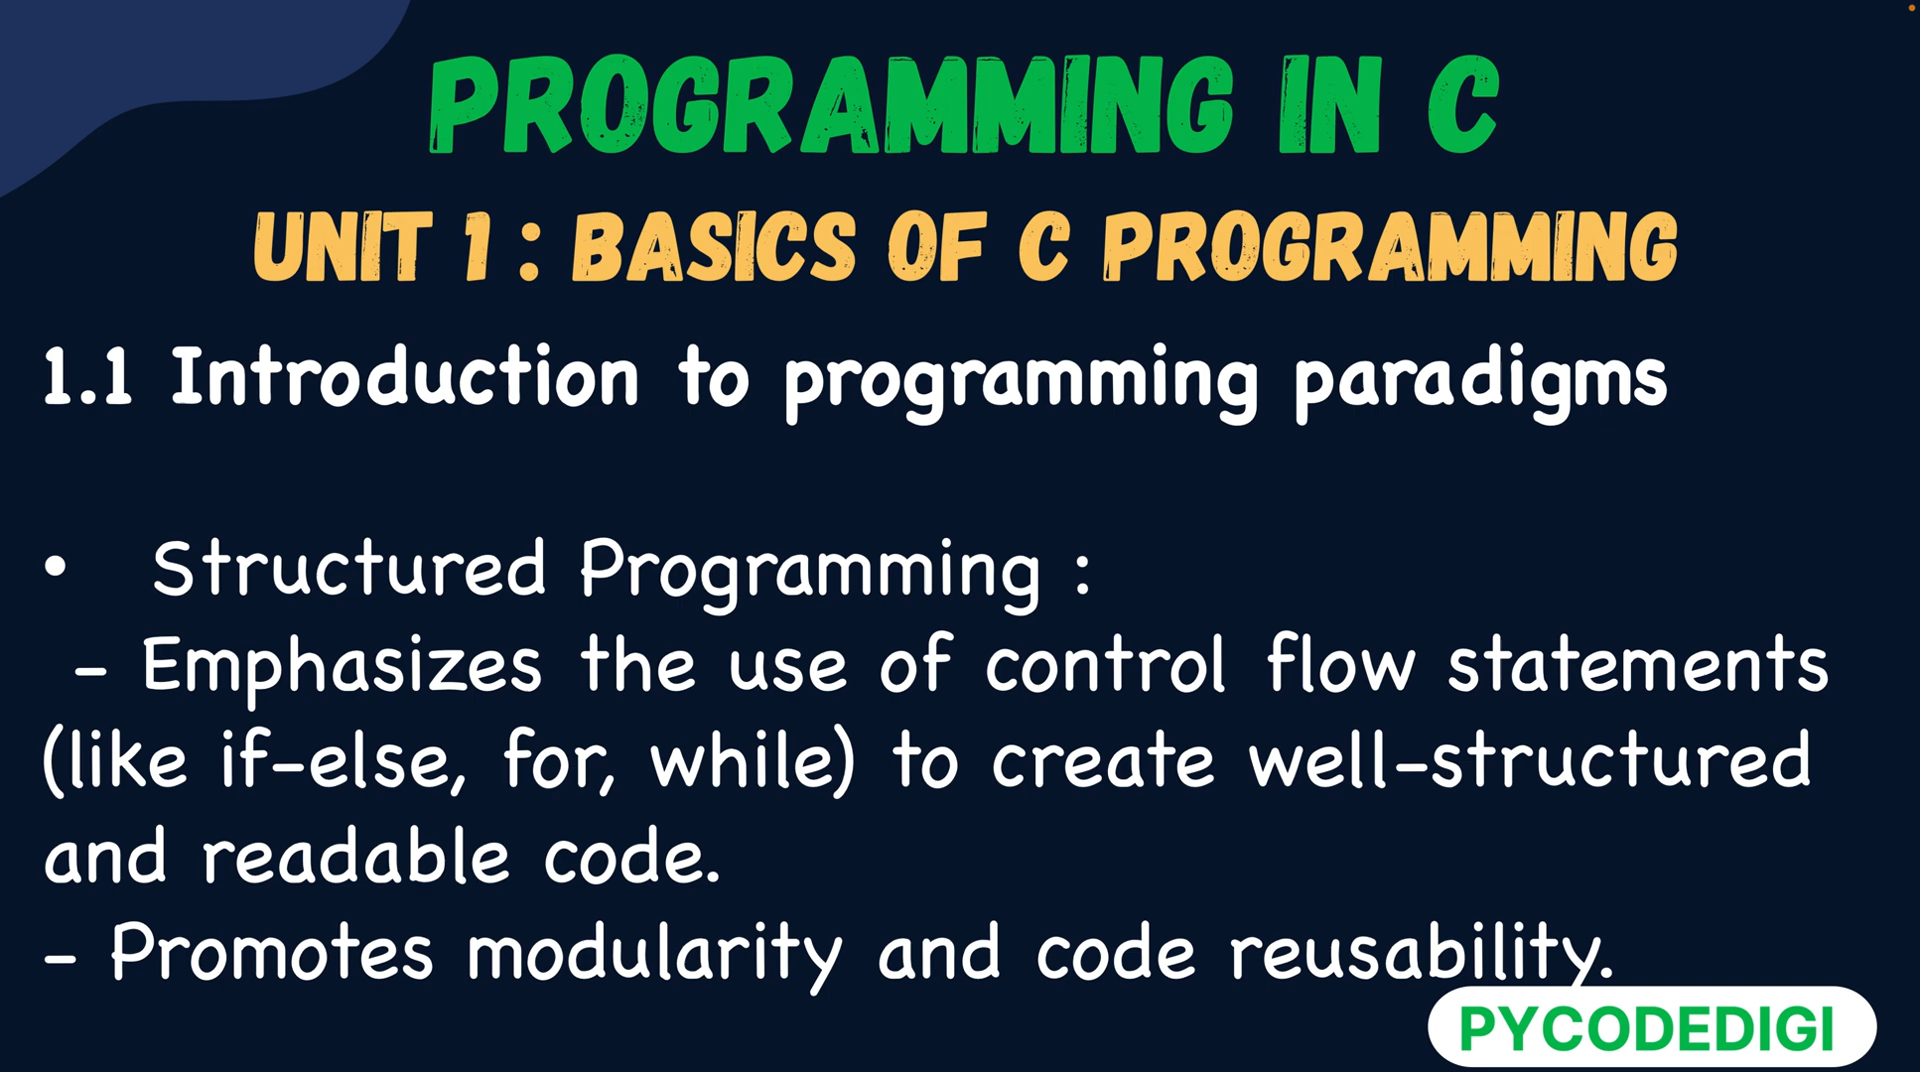 PROGRAMMING IN C
UNIT 1 : BASICS OF C PROGRAMMING
1.1 Introduction to programming paradigms
• Structured Programming :
- Emphasizes the use of control flow statements
(like if-else, for, while) to create well-structured
and readable code.
- Promotes modularity and code reusability.
PYCODEDIGI